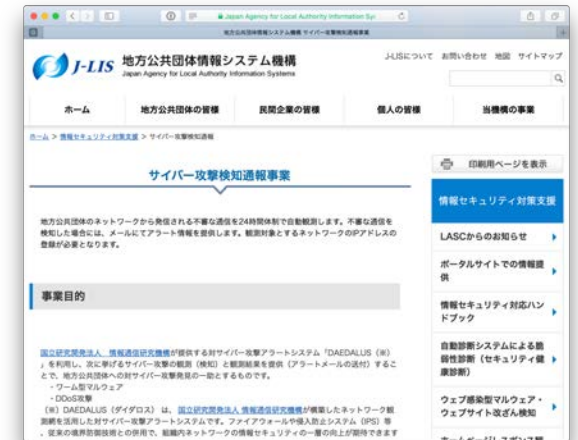 Japan Agency for Local Authority Information Sys
地方公共団体情報システム機構 サイバー攻撃検知通報事業
J-LIS 地方公共団体情報システム機構
Japan Agency for Local Authority Information Systems
J-LISについて お問い合わせ 地図 サイトマップ
ホーム 地方公共団体の皆様 民間企業の皆様 個人の皆様 当機構の事業
ホーム > 情報セキュリティ対策支援 > サイバー攻撃検知通報
印刷用ページを表示
サイバー攻撃検知通報事業
情報セキュリティ対策支援
地方公共団体のネットワークから発信される不審な通信を24時間体制で自動観測します。不審な通信を
検知した場合には、メールにてアラート情報を提供します。観測対象とするネットワークのIPアドレスの
登録が必要となります。
LASCからのお知らせ
ポータルサイトでの情報提
供
事業目的
情報セキュリティ対応ハン
ドブック
自動診断システムによる脆
弱性診断（セキュリティ健
康診断）
国立研究開発法人 情報通信研究機構が提供する対サイバー攻撃アラートシステム「DAEDALUS（※）
」を利用し、次に挙げるサイバー攻撃の観測（検知）と観測結果を提供（アラートメールの送付）するこ
とで、地方公共団体への対サイバー攻撃発見の一助とするものです。
・ワーム型マルウェア
・DDoS攻撃
（※）DAEDALUS（ダイダロス）は、国立研究開発法人 情報通信研究機構が構築したネットワーク観
測網を活用した対サイバー攻撃アラートシステムです。ファイアウォールや侵入防止システム（IPS）等
、従来の境界防御技術との併用で、組織内ネットワークの情報セキュリティの一層の向上が期待できます
ウェブ感染型マルウェア・
ウェブサイト改ざん検知